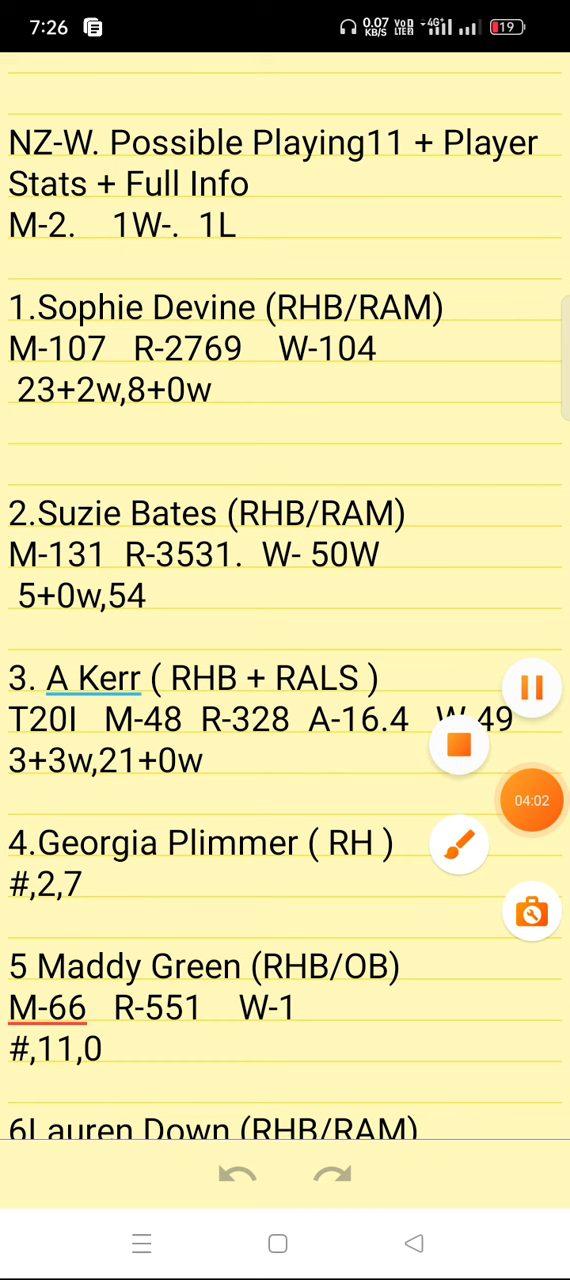 7:26
0.07 KB/S VoD LTE2 4G+ 19
NZ-W. Possible Playing11 + Player
Stats + Full Info
M-2. 1W-. 1L
1.Sophie Devine (RHB/RAM)
M-107 R-2769 W-104
23+2w,8+0w
2.Suzie Bates (RHB/RAM)
M-131 R-3531. W- 50W
5+0w,54
3. A Kerr ( RHB + RALS )
T20I M-48 R-328 A-16.4 W-49
3+3w,21+0w
04:02
4.Georgia Plimmer ( RH )
#,2,7
5 Maddy Green (RHB/OB)
M-66 R-551 W-1
#,11,0
6Lauren Down (RHB/RAM)